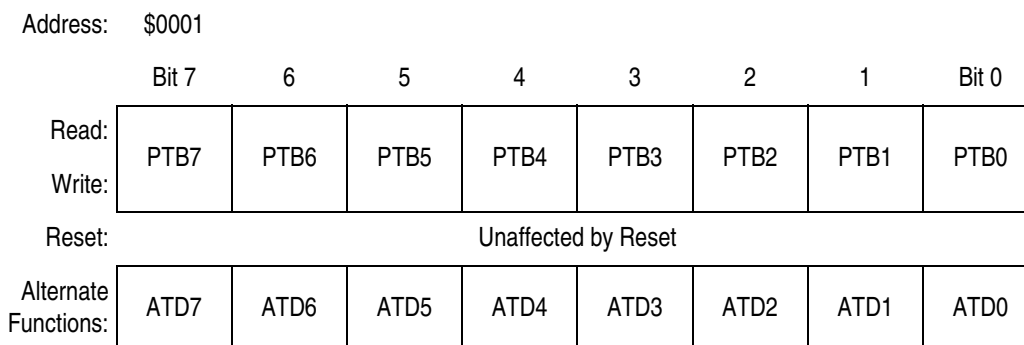 Address: $0001
Bit 7 6 5 4 3 2 1 Bit 0
Read:
PTB7 PTB6 PTB5 PTB4 PTB3 PTB2 PTB1 PTB0
Write:
Reset: Unaffected by Reset
Alternate
Functions: ATD7 ATD6 ATD5 ATD4 ATD3 ATD2 ATD1 ATD0